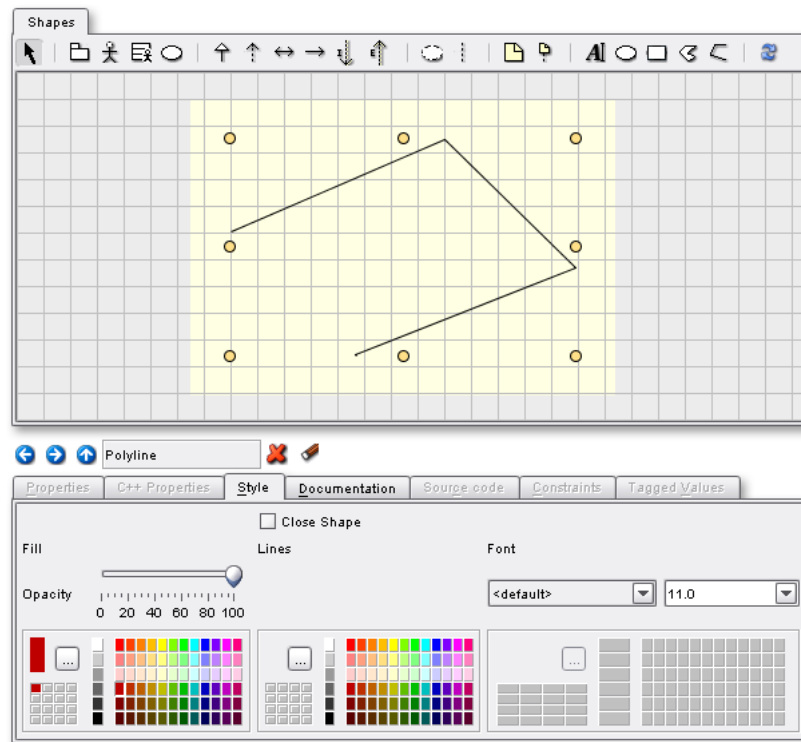 Shapes
A
Polyline
Properties C++ Properties Style Documentation Source code Constraints Tagged Values
Close Shape
Fill Lines Font
Opacity <default> 11.0
0 20 40 60 80 100
... ... ...